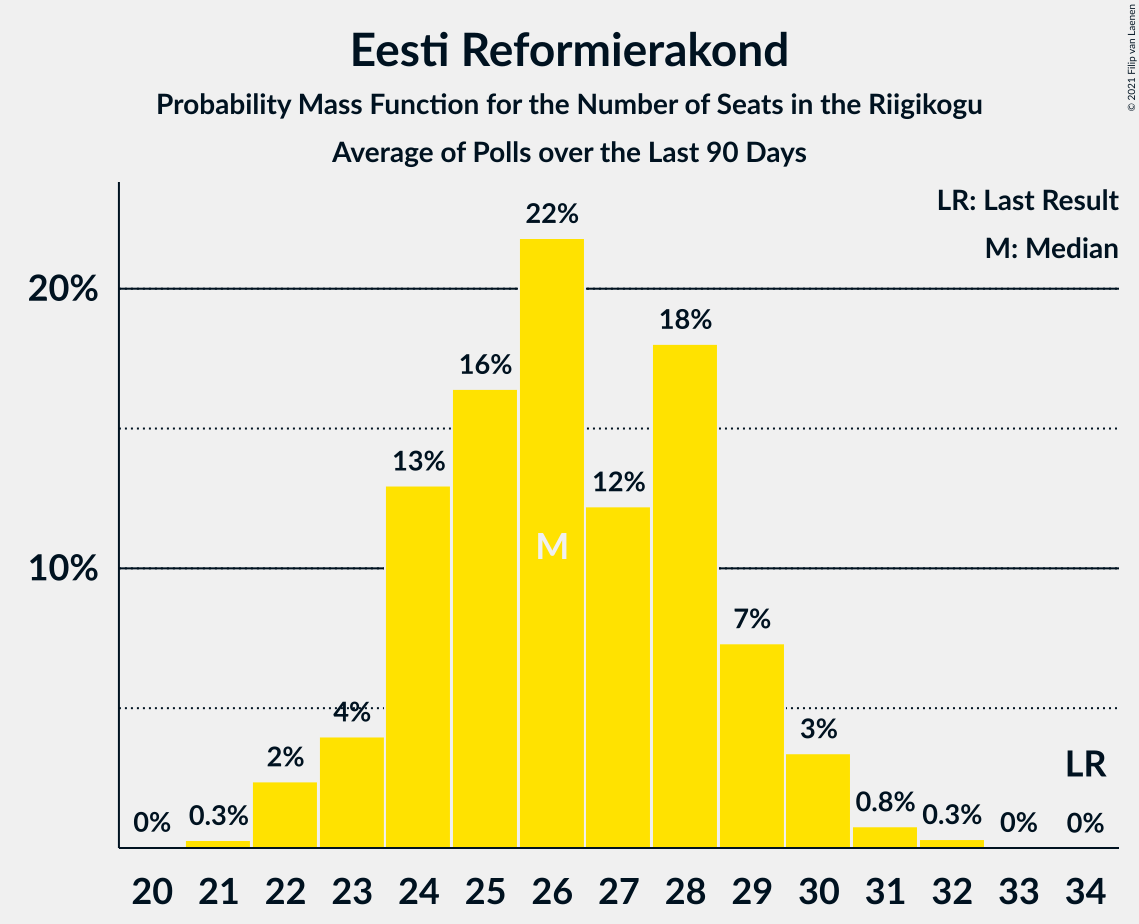 Eesti Reformierakond
Probability Mass Function for the Number of Seats in the Riigikogu
Average of Polls over the Last 90 Days
© 2021 Filip van Laenen
LR: Last Result
M: Median
20%
10%
0%
0.3%
2%
4%
13%
16%
22%
12%
18%
7%
3%
0.8%
0.3%
0%
0%
M
LR
20 21 22 23 24 25 26 27 28 29 30 31 32 33 34